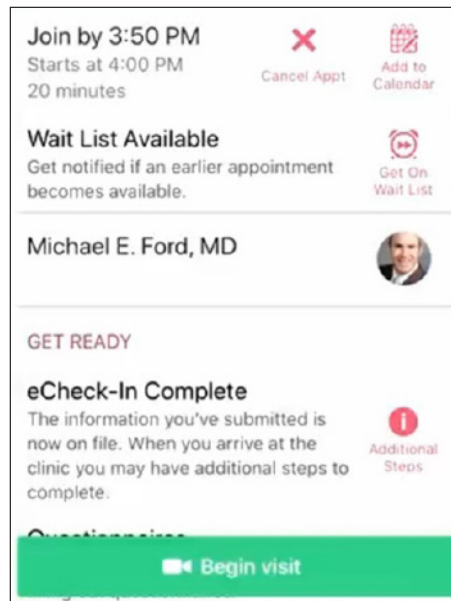 Join by 3:50 PM
Starts at 4:00 PM
20 minutes
Cancel Appt
Add to
Calendar
Wait List Available
Get notified if an earlier appointment
becomes available.
Get On
Wait List
Michael E. Ford, MD
GET READY
eCheck-In Complete
The information you've submitted is
now on file. When you arrive at the
clinic you may have additional steps to
complete.
Additional
Steps
Begin visit